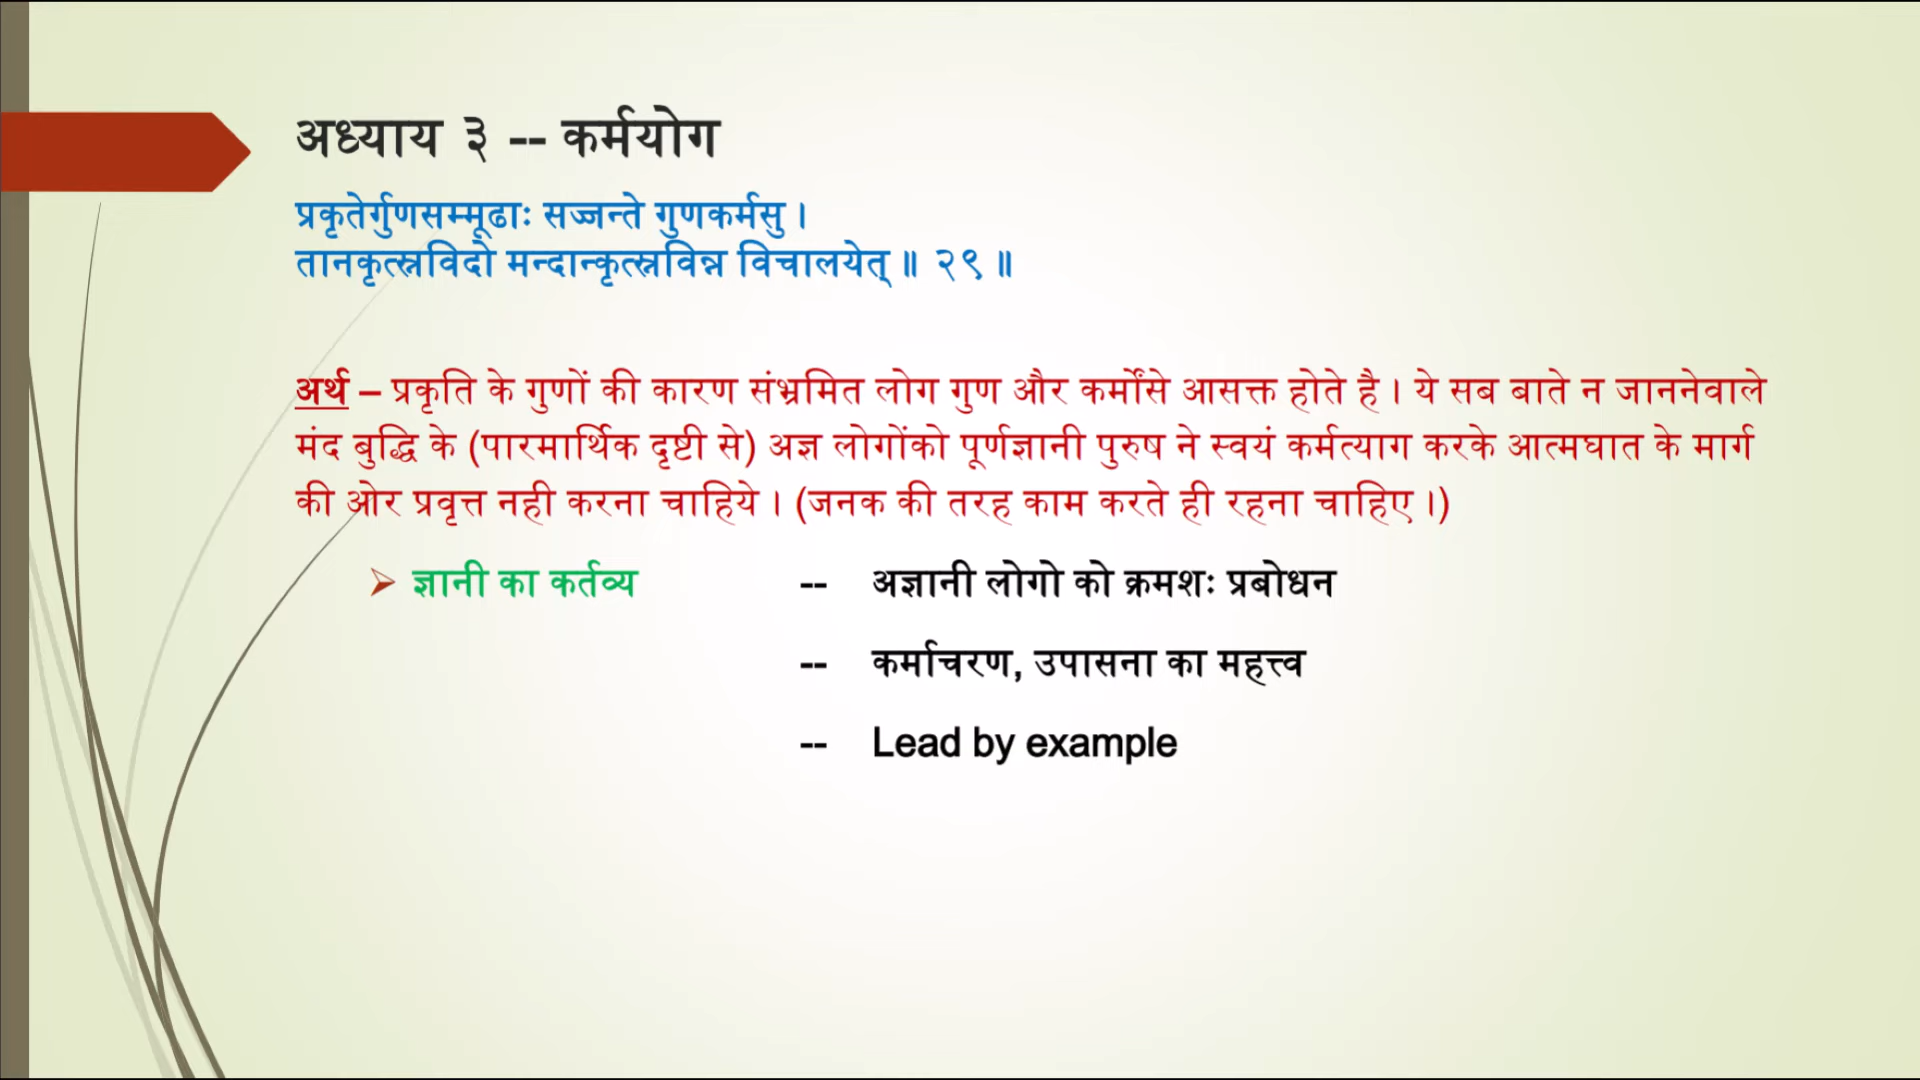 अध्याय ३ -- कर्मयोग
प्रकृतेर्गुणसम्मूढाः सज्जन्ते गुणकर्मसु ।
तानकृत्स्नविदो मन्दान्कृत्स्नविन्न विचालयेत् ॥ २९ ॥
अर्थ – प्रकृति के गुणों की कारण संभ्रमित लोग गुण और कर्मोंसे आसक्त होते है । ये सब बाते न जाननेवाले
मंद बुद्धि के (पारमार्थिक दृष्टी से) अज्ञ लोगोंको पूर्णज्ञानी पुरुष ने स्वयं कर्मत्याग करके आत्मघात के मार्ग
की ओर प्रवृत्त नही करना चाहिये । (जनक की तरह काम करते ही रहना चाहिए ।)
➢ ज्ञानी का कर्तव्य -- अज्ञानी लोगो को क्रमशः प्रबोधन
-- कर्माचरण, उपासना का महत्त्व
-- Lead by example